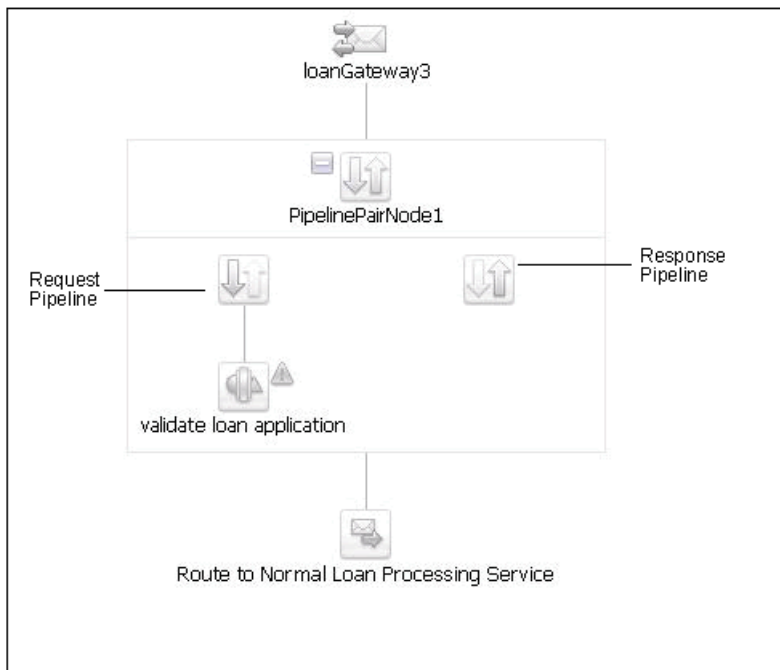 loanGateway3
PipelinePairNode1
Request
Pipeline
Response
Pipeline
validate loan application
Route to Normal Loan Processing Service